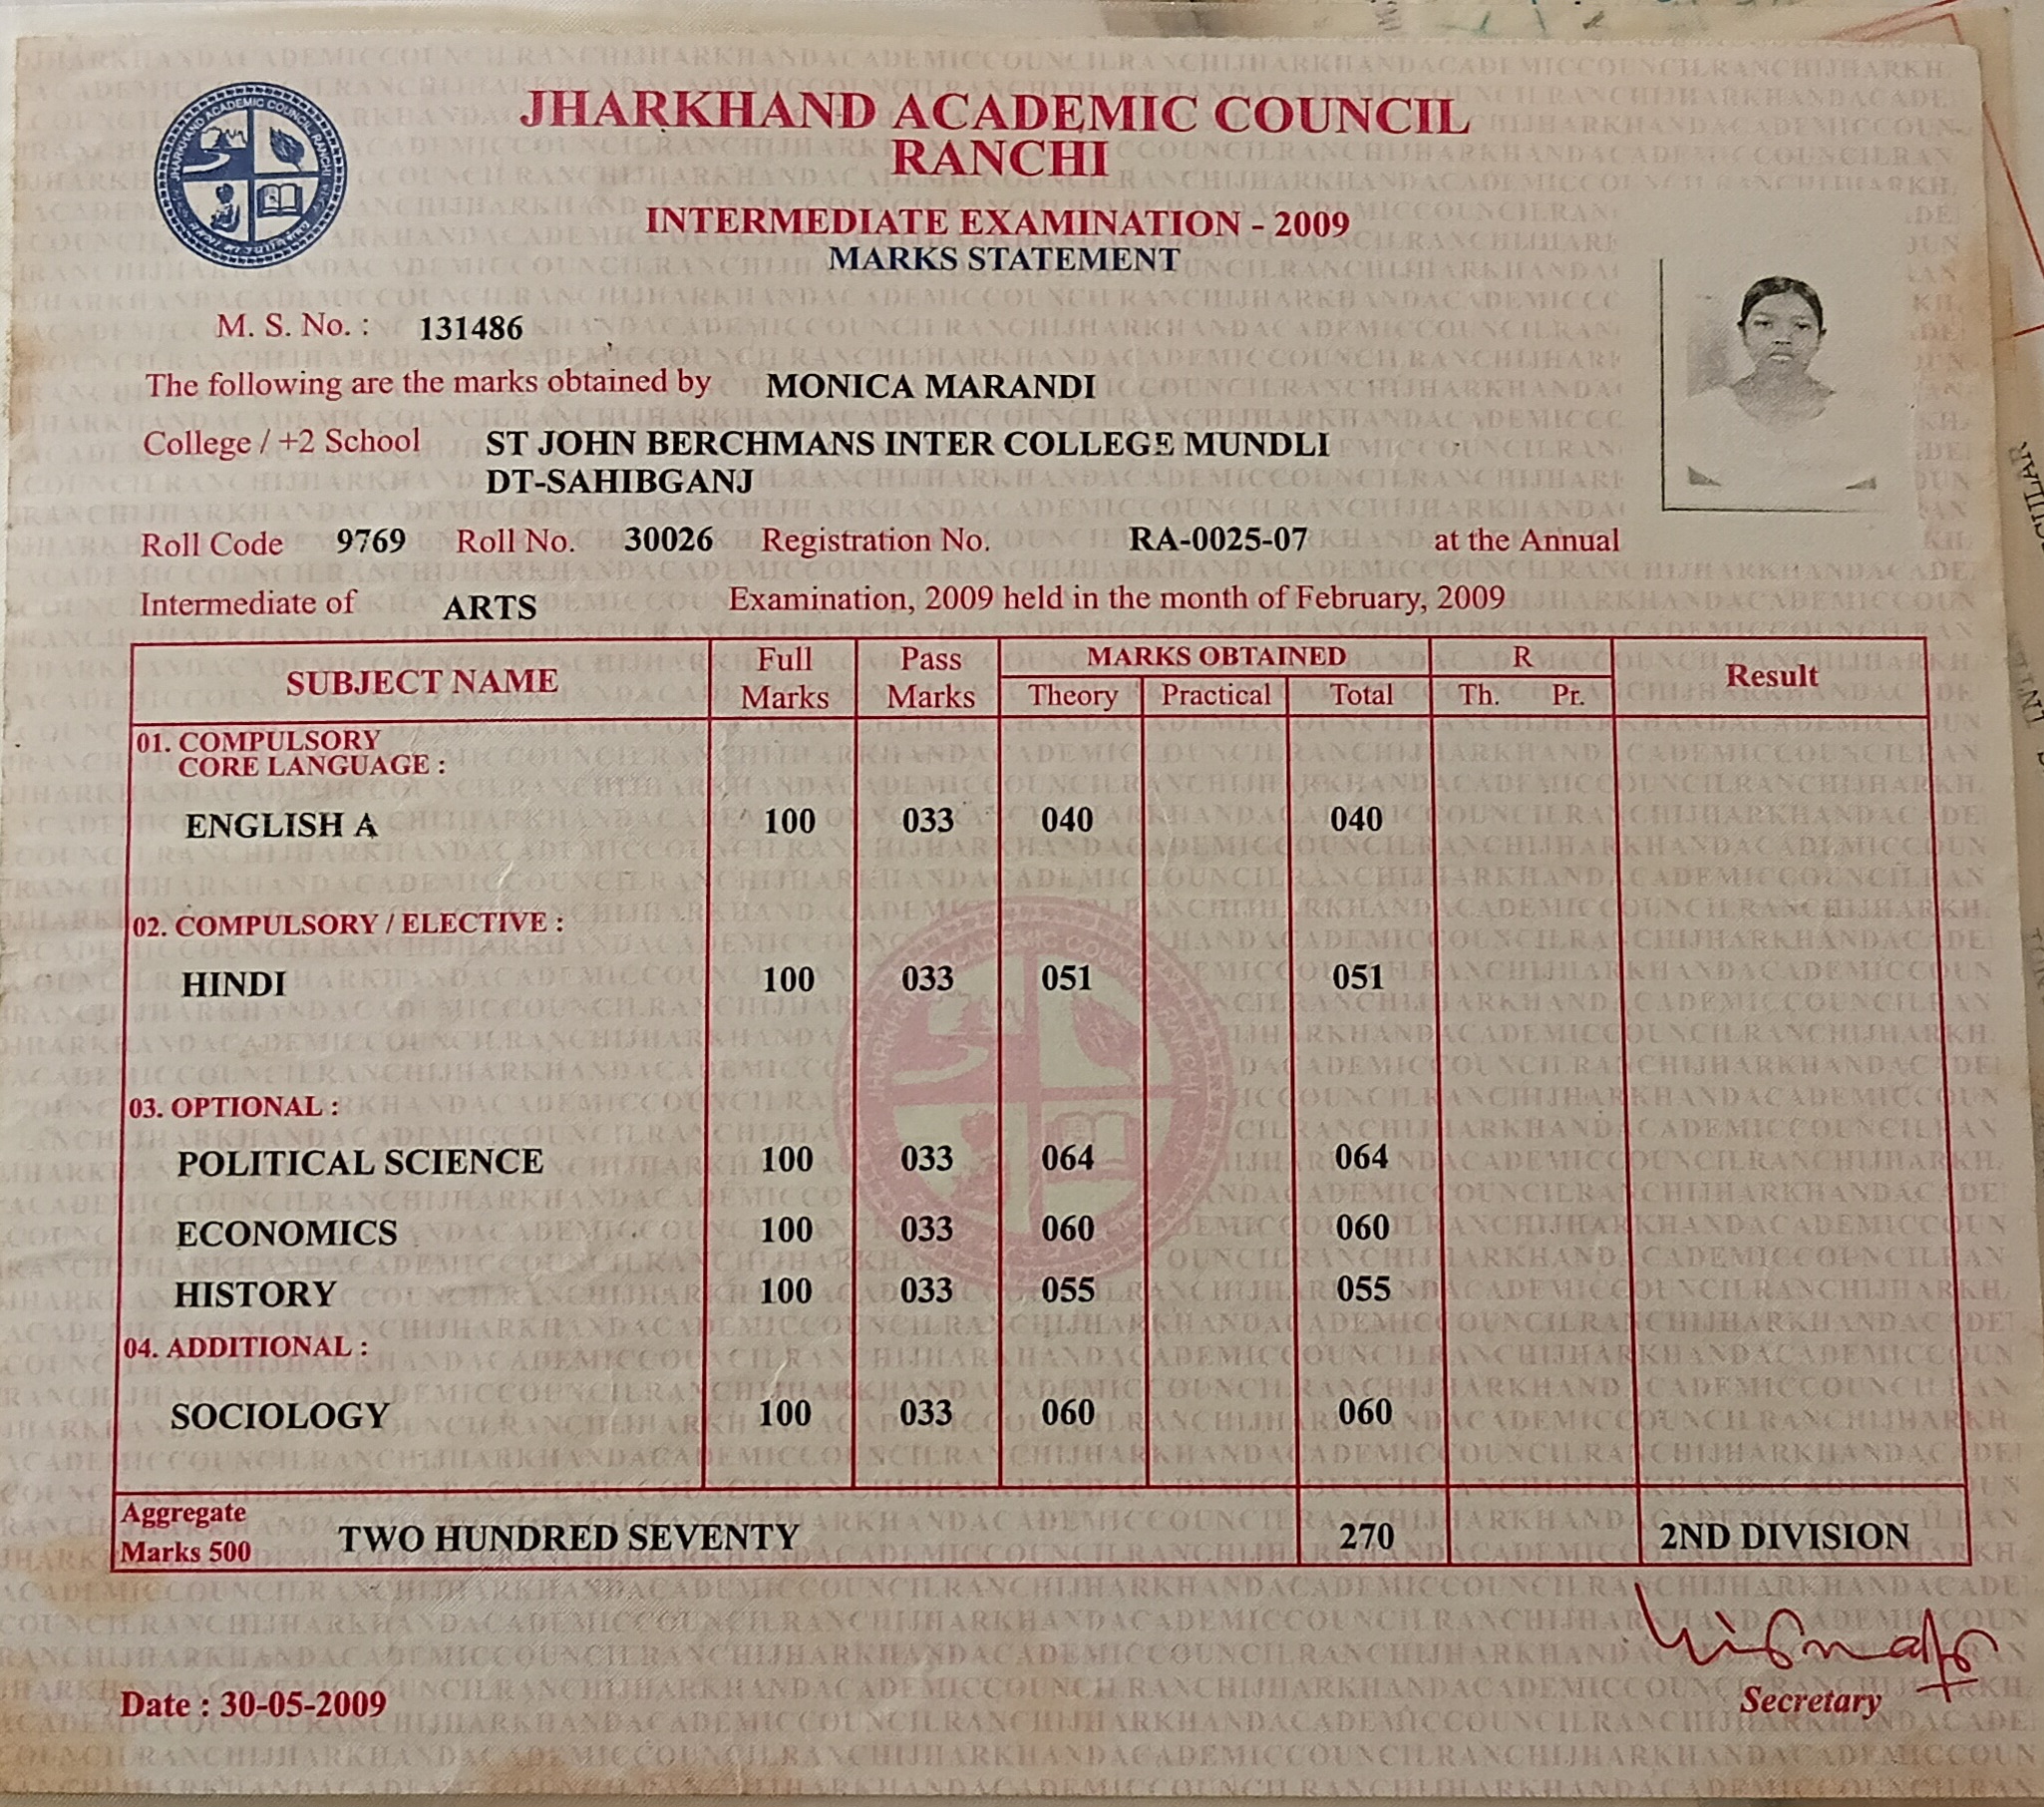 JHARKHAND ACADEMIC COUNCIL
RANCHI
INTERMEDIATE EXAMINATION - 2009
MARKS STATEMENT
M. S. No. : 131486
The following are the marks obtained by MONICA MARANDI
College / +2 School ST JOHN BERCHMANS INTER COLLEGE MUNDLI
DT-SAHIBGANJ
Roll Code 9769 Roll No. 30026 Registration No. RA-0025-07 at the Annual
Intermediate of ARTS Examination, 2009 held in the month of February, 2009
SUBJECT NAME Full Marks Pass Marks MARKS OBTAINED R Result
Theory Practical Total Th. Pr.
01. COMPULSORY
CORE LANGUAGE :
ENGLISH A 100 033 040 040
02. COMPULSORY / ELECTIVE :
HINDI 100 033 051 051
03. OPTIONAL :
POLITICAL SCIENCE 100 033 064 064
ECONOMICS 100 033 060 060
HISTORY 100 033 055 055
04. ADDITIONAL :
SOCIOLOGY 100 033 060 060
Aggregate
Marks 500 TWO HUNDRED SEVENTY 270 2ND DIVISION
Date : 30-05-2009
Secretary